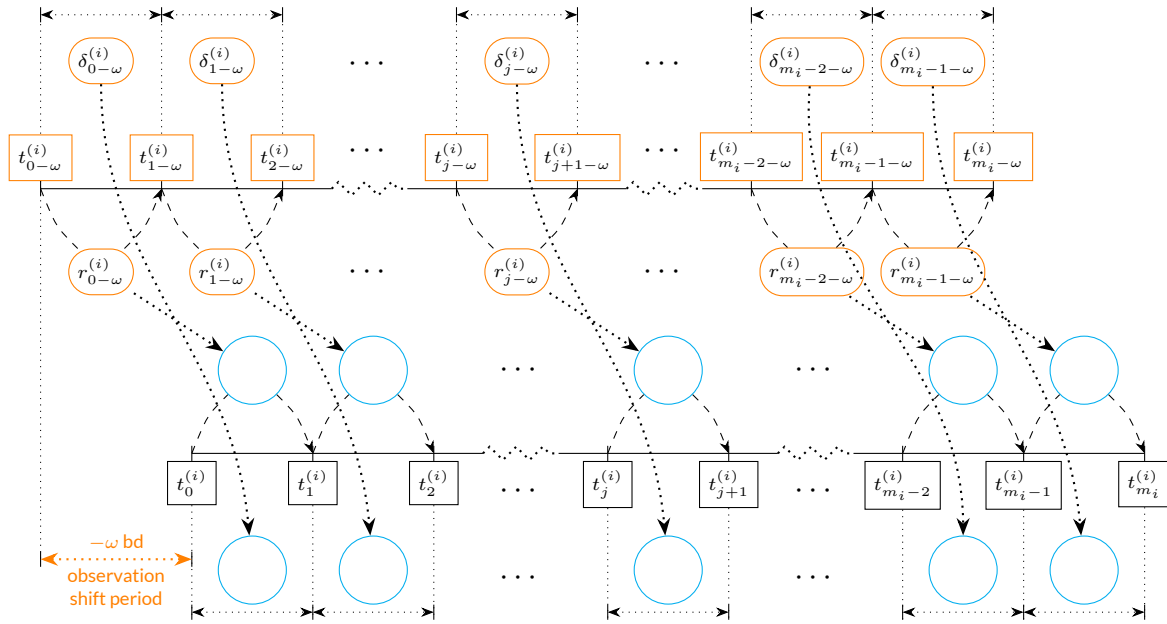 δ_{0−ω}^{(i)} δ_{1−ω}^{(i)} ··· δ_{j−ω}^{(i)} ··· δ_{m_i−2−ω}^{(i)} δ_{m_i−1−ω}^{(i)}
t_{0−ω}^{(i)} t_{1−ω}^{(i)} t_{2−ω}^{(i)} ··· t_{j−ω}^{(i)} t_{j+1−ω}^{(i)} ··· t_{m_i−2−ω}^{(i)} t_{m_i−1−ω}^{(i)} t_{m_i−ω}^{(i)}
r_{0−ω}^{(i)} r_{1−ω}^{(i)} ··· r_{j−ω}^{(i)} ··· r_{m_i−2−ω}^{(i)} r_{m_i−1−ω}^{(i)}
··· ···
t_0^{(i)} t_1^{(i)} t_2^{(i)} ··· t_j^{(i)} t_{j+1}^{(i)} ··· t_{m_i−2}^{(i)} t_{m_i−1}^{(i)} t_{m_i}^{(i)}
··· ···
−ω bd
observation
shift period